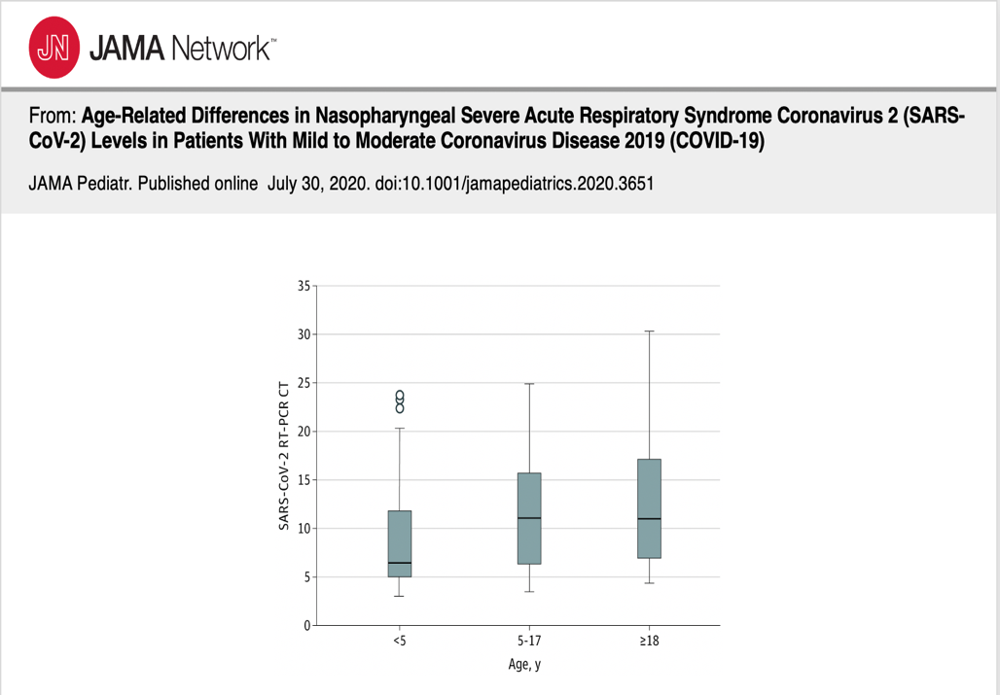 JN JAMA Network™
From: Age-Related Differences in Nasopharyngeal Severe Acute Respiratory Syndrome Coronavirus 2 (SARS-
CoV-2) Levels in Patients With Mild to Moderate Coronavirus Disease 2019 (COVID-19)
JAMA Pediatr. Published online July 30, 2020. doi:10.1001/jamapediatrics.2020.3651
SARS-CoV-2 RT-PCR CT
35
30
25
20
15
10
5
0
<5 5-17 ≥18
Age, y